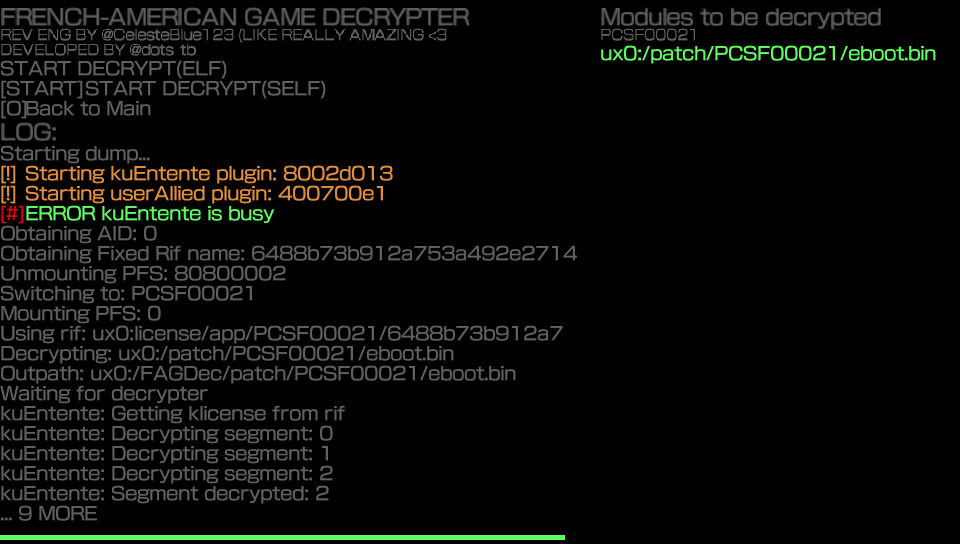 FRENCH-AMERICAN GAME DECRYPTER
REV ENG BY @CelesteBlue123 (LIKE REALLY AMAZING <3
DEVELOPED BY @dots_tb
START DECRYPT(ELF)
[START]START DECRYPT(SELF)
[O]Back to Main
LOG:
Starting dump...
[!] Starting kuEntente plugin: 8002d013
[!] Starting userAllied plugin: 400700e1
[#]ERROR kuEntente is busy
Obtaining AID: 0
Obtaining Fixed Rif name: 6488b73b912a753a492e2714
Unmounting PFS: 80800002
Switching to: PCSF00021
Mounting PFS: 0
Using rif: ux0:license/app/PCSF00021/6488b73b912a7
Decrypting: ux0:/patch/PCSF00021/eboot.bin
Outpath: ux0:/FAGDec/patch/PCSF00021/eboot.bin
Waiting for decrypter
kuEntente: Getting klicense from rif
kuEntente: Decrypting segment: 0
kuEntente: Decrypting segment: 1
kuEntente: Decrypting segment: 2
kuEntente: Segment decrypted: 2
... 9 MORE
Modules to be decrypted
PCSF00021
ux0:/patch/PCSF00021/eboot.bin